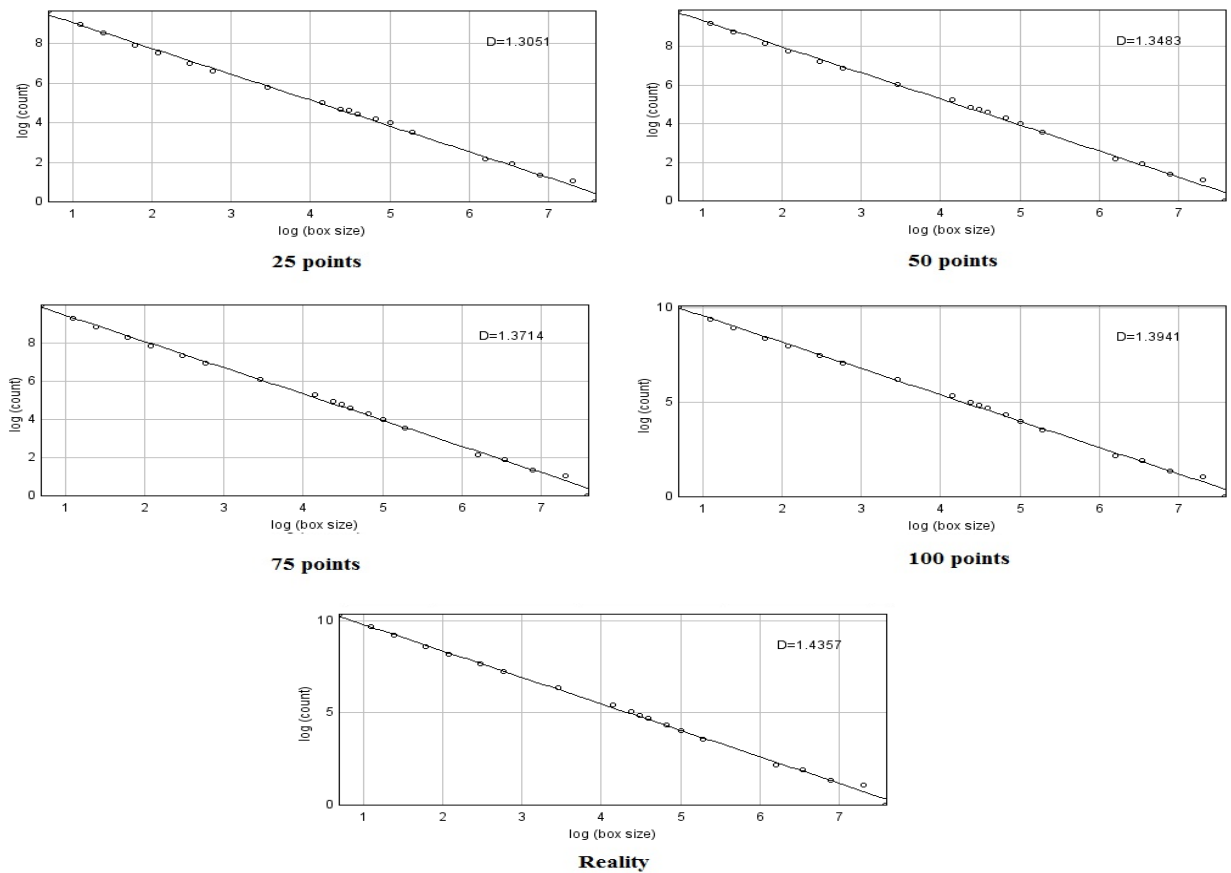 D=1.3051
8
6
4
2
0
log (count)
1 2 3 4 5 6 7
log (box size)
25 points
D=1.3483
8
6
4
2
0
log (count)
1 2 3 4 5 6 7
log (box size)
50 points
D=1.3714
8
6
4
2
0
log (count)
1 2 3 4 5 6 7
log (box size)
75 points
10
D=1.3941
5
0
log (count)
1 2 3 4 5 6 7
log (box size)
100 points
10
D=1.4357
5
0
log (count)
1 2 3 4 5 6 7
log (box size)
Reality